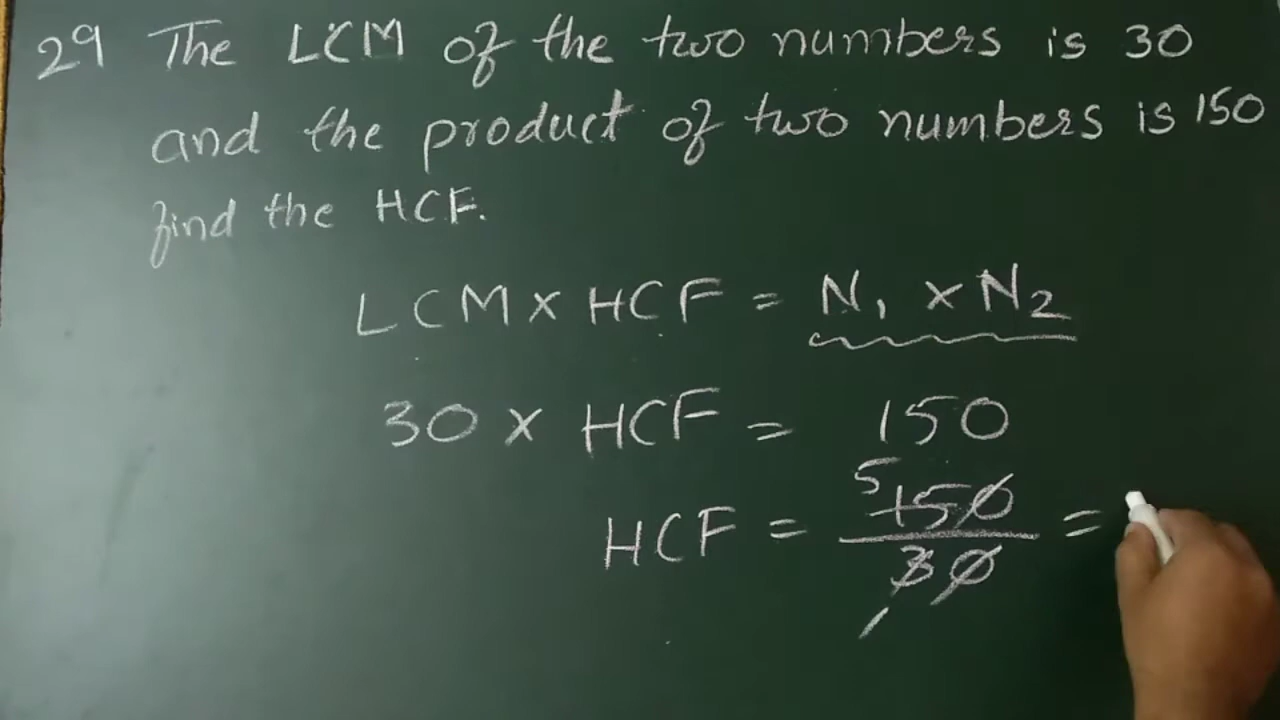 29 The LCM of the two numbers is 30
and the product of two numbers is 150
find the HCF.
LCM x HCF = N₁ x N₂
30 x HCF = 150
HCF = 5 150/30 1 =